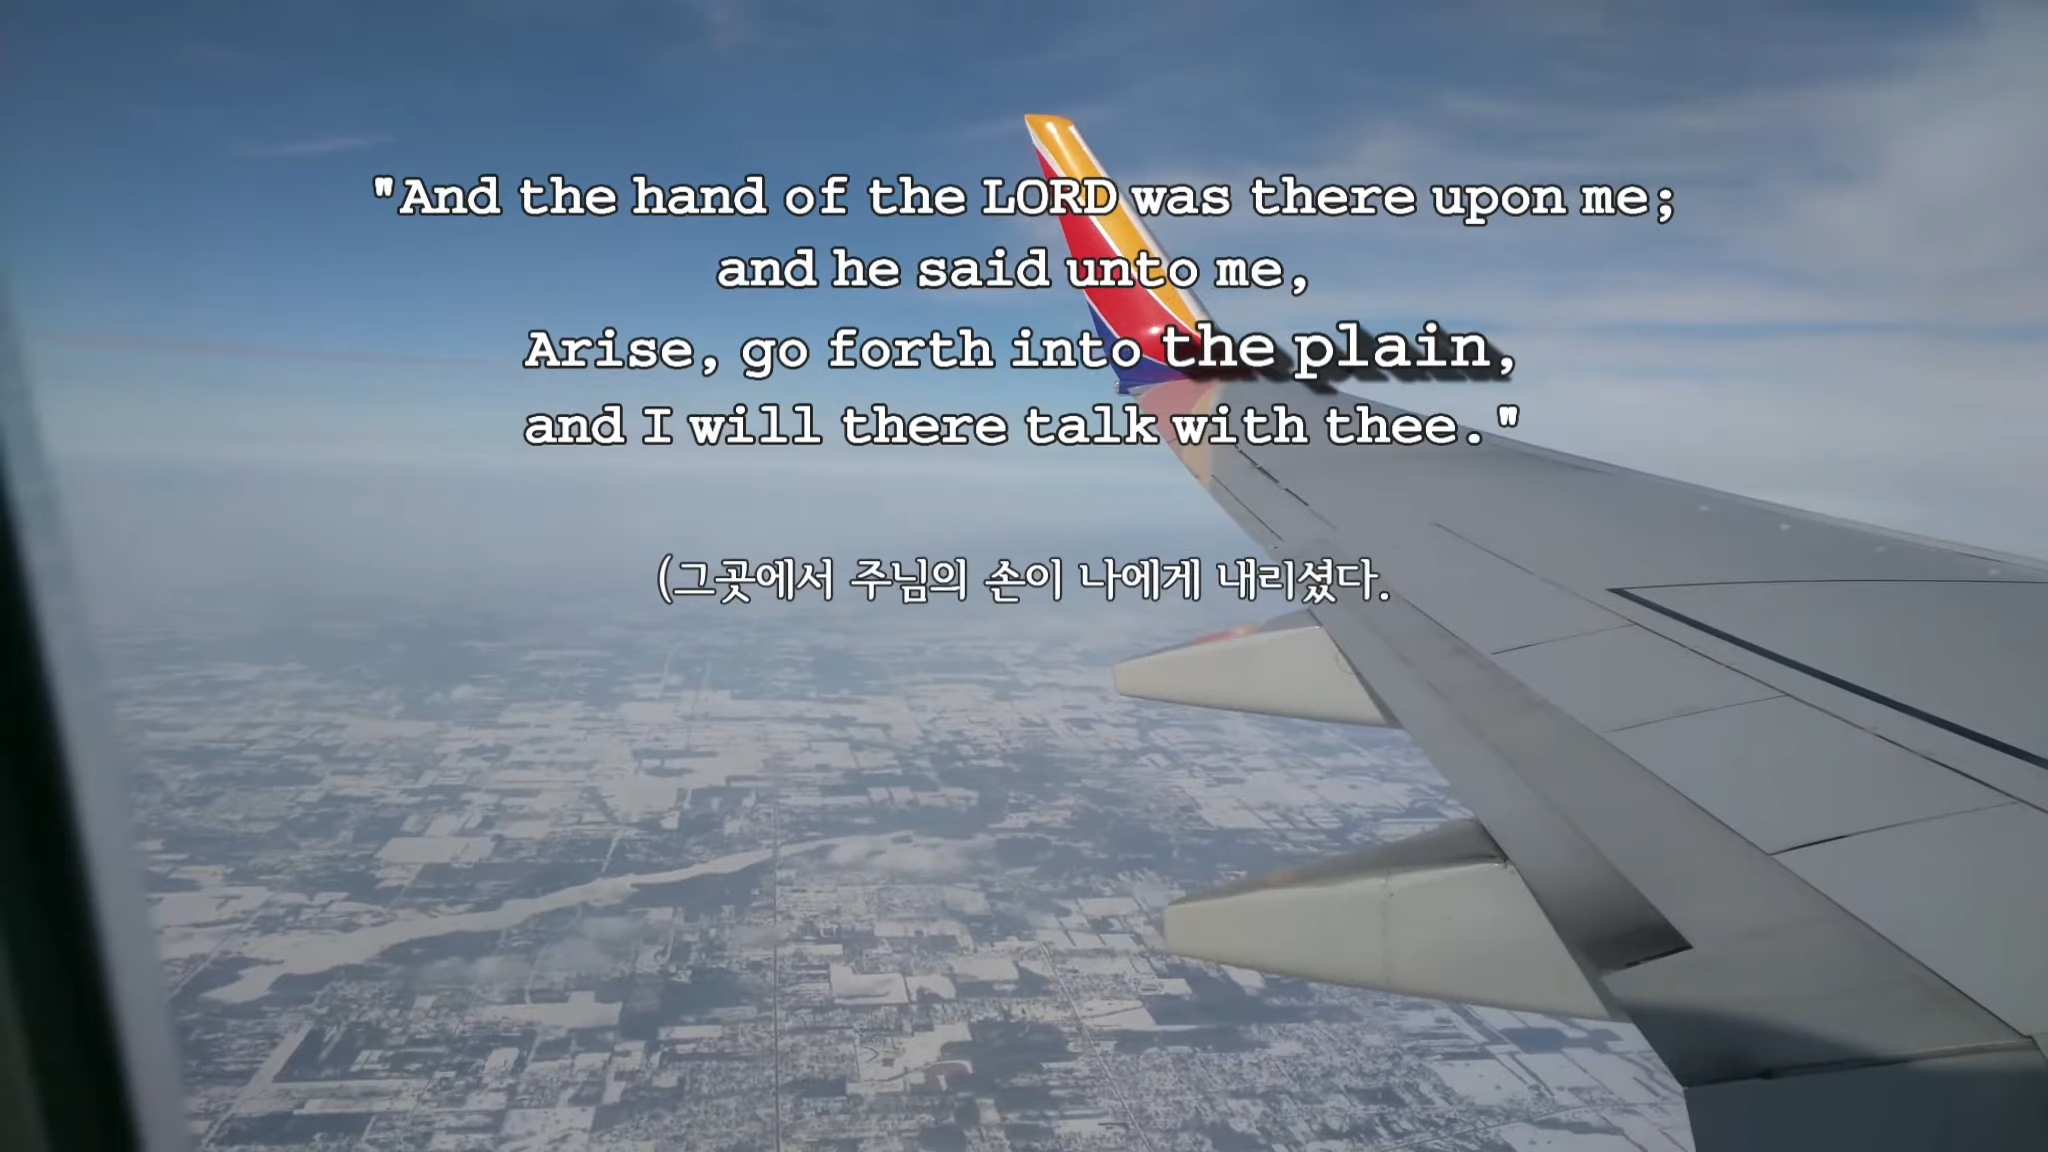 "And the hand of the LORD was there upon me;
and he said unto me,
Arise, go forth into the plain,
and I will there talk with thee."
(그곳에서 주님의 손이 나에게 내리셨다.